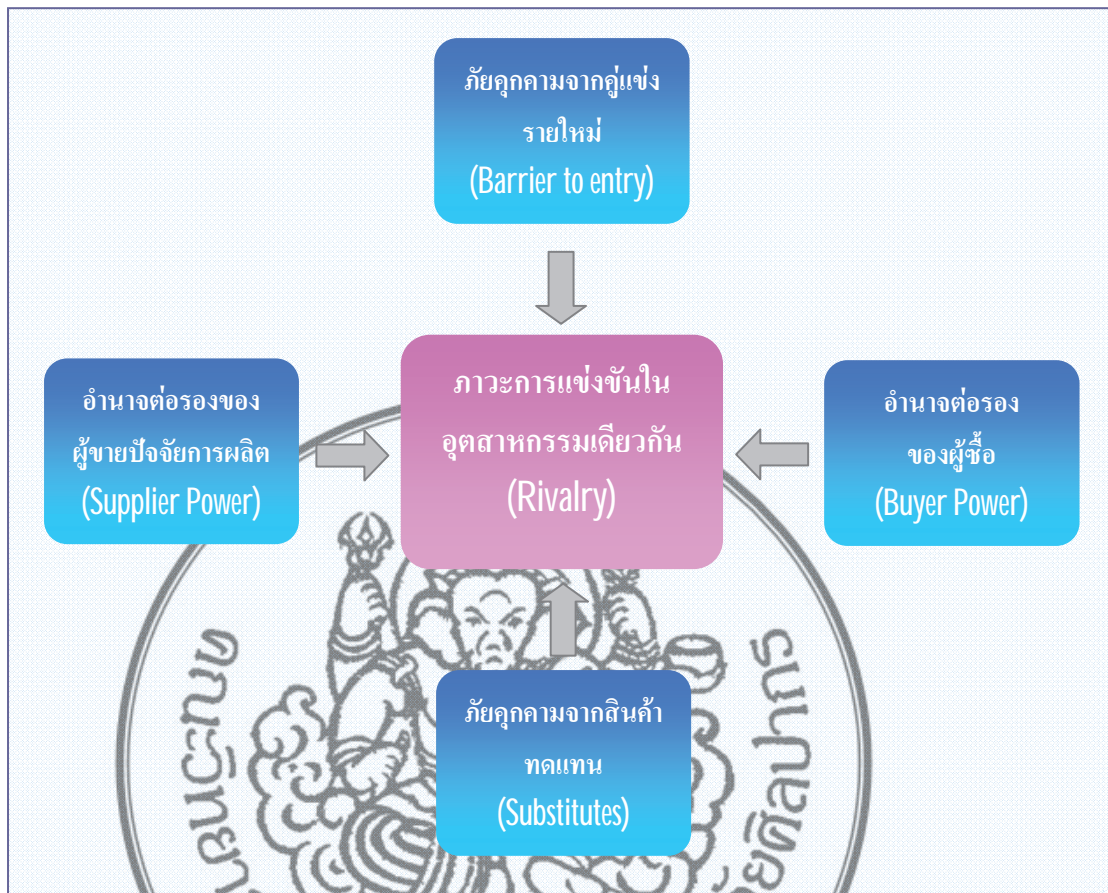 ภัยคุกคามจากคู่แข่ง
รายใหม่
(Barrier to entry)
อำนาจต่อรองของ
ผู้ขายปัจจัยการผลิต
(Supplier Power)
ภาวะการแข่งขันใน
อุตสาหกรรมเดียวกัน
(Rivalry)
อำนาจต่อรอง
ของผู้ซื้อ
(Buyer Power)
ภัยคุกคามจากสินค้า
ทดแทน
(Substitutes)